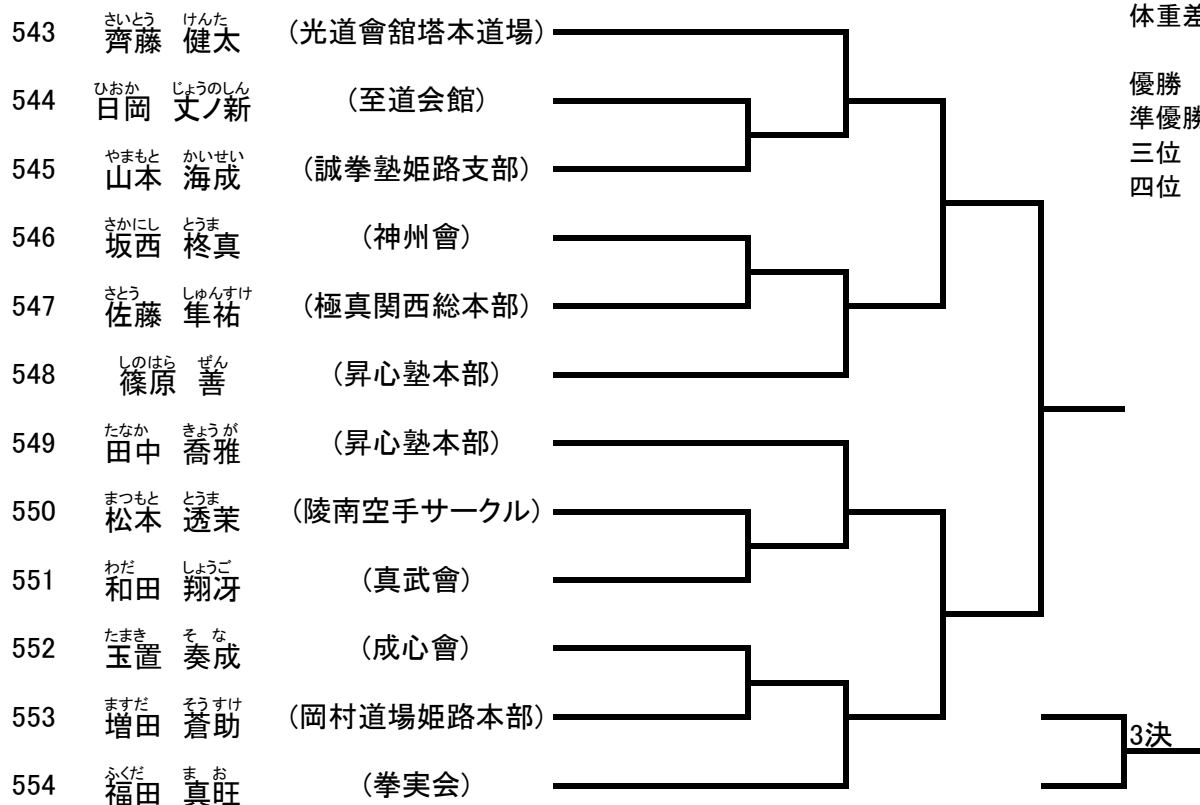 体重差
さいとう けんた
543 齊藤 健太 (光道會舘塔本道場)
ひおか じょうのしん
544 日岡 丈ノ新 (至道会館)
優勝
準優勝
三位
四位
やまもと かいせい
545 山本 海成 (誠拳塾姫路支部)
さかにし とうま
546 坂西 柊真 (神州會)
さとう しゅんすけ
547 佐藤 隼祐 (極真関西総本部)
しのはら ぜん
548 篠原 善 (昇心塾本部)
たなか きょうが
549 田中 喬雅 (昇心塾本部)
まつもと とうま
550 松本 透茉 (陵南空手サークル)
わだ しょうご
551 和田 翔冴 (真武會)
たまき そな
552 玉置 奏成 (成心會)
ますだ そうすけ
553 増田 蒼助 (岡村道場姫路本部)
3決
ふくだ まお
554 福田 真旺 (拳実会)